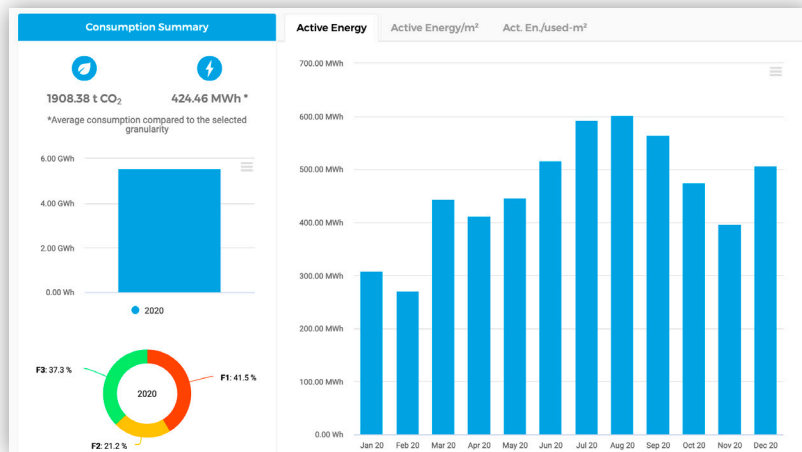 Consumption Summary
1908.38 t CO₂
424.46 MWh *
*Average consumption compared to the selected
granularity
6.00 GWh
4.00 GWh
2.00 GWh
0.00 Wh
2020
F3: 37.3 %
F1: 41.5 %
2020
F2: 21.2 %
Active Energy
Active Energy/m²
Act. En./used-m²
700.00 MWh
600.00 MWh
500.00 MWh
400.00 MWh
300.00 MWh
200.00 MWh
100.00 MWh
0.00 Wh
Jan 20
Feb 20
Mar 20
Apr 20
May 20
Jun 20
Jul 20
Aug 20
Sep 20
Oct 20
Nov 20
Dec 20